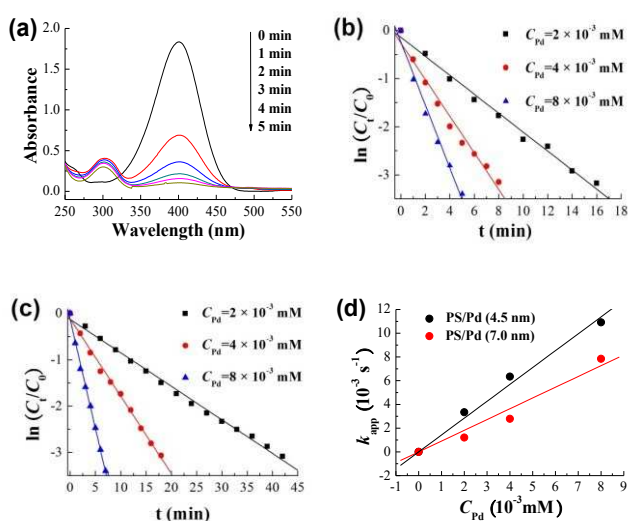 (a)
0 min
1 min
2 min
3 min
4 min
5 min
Absorbance
2.0
1.5
1.0
0.5
0.0
250 300 350 400 450 500 550
Wavelength (nm)
(b)
C_Pd=2 × 10⁻³ mM
C_Pd=4 × 10⁻³ mM
C_Pd=8 × 10⁻³ mM
ln (C_t/C_0)
0
-1
-2
-3
0 2 4 6 8 10 12 14 16 18
t (min)
(c)
C_Pd=2 × 10⁻³ mM
C_Pd=4 × 10⁻³ mM
C_Pd=8 × 10⁻³ mM
ln (C_t/C_0)
0
-1
-2
-3
0 5 10 15 20 25 30 35 40 45
t (min)
(d)
PS/Pd (4.5 nm)
PS/Pd (7.0 nm)
k_app (10⁻³ s⁻¹)
12
10
8
6
4
2
0
-2
-1 0 1 2 3 4 5 6 7 8 9
C_Pd (10⁻³mM)